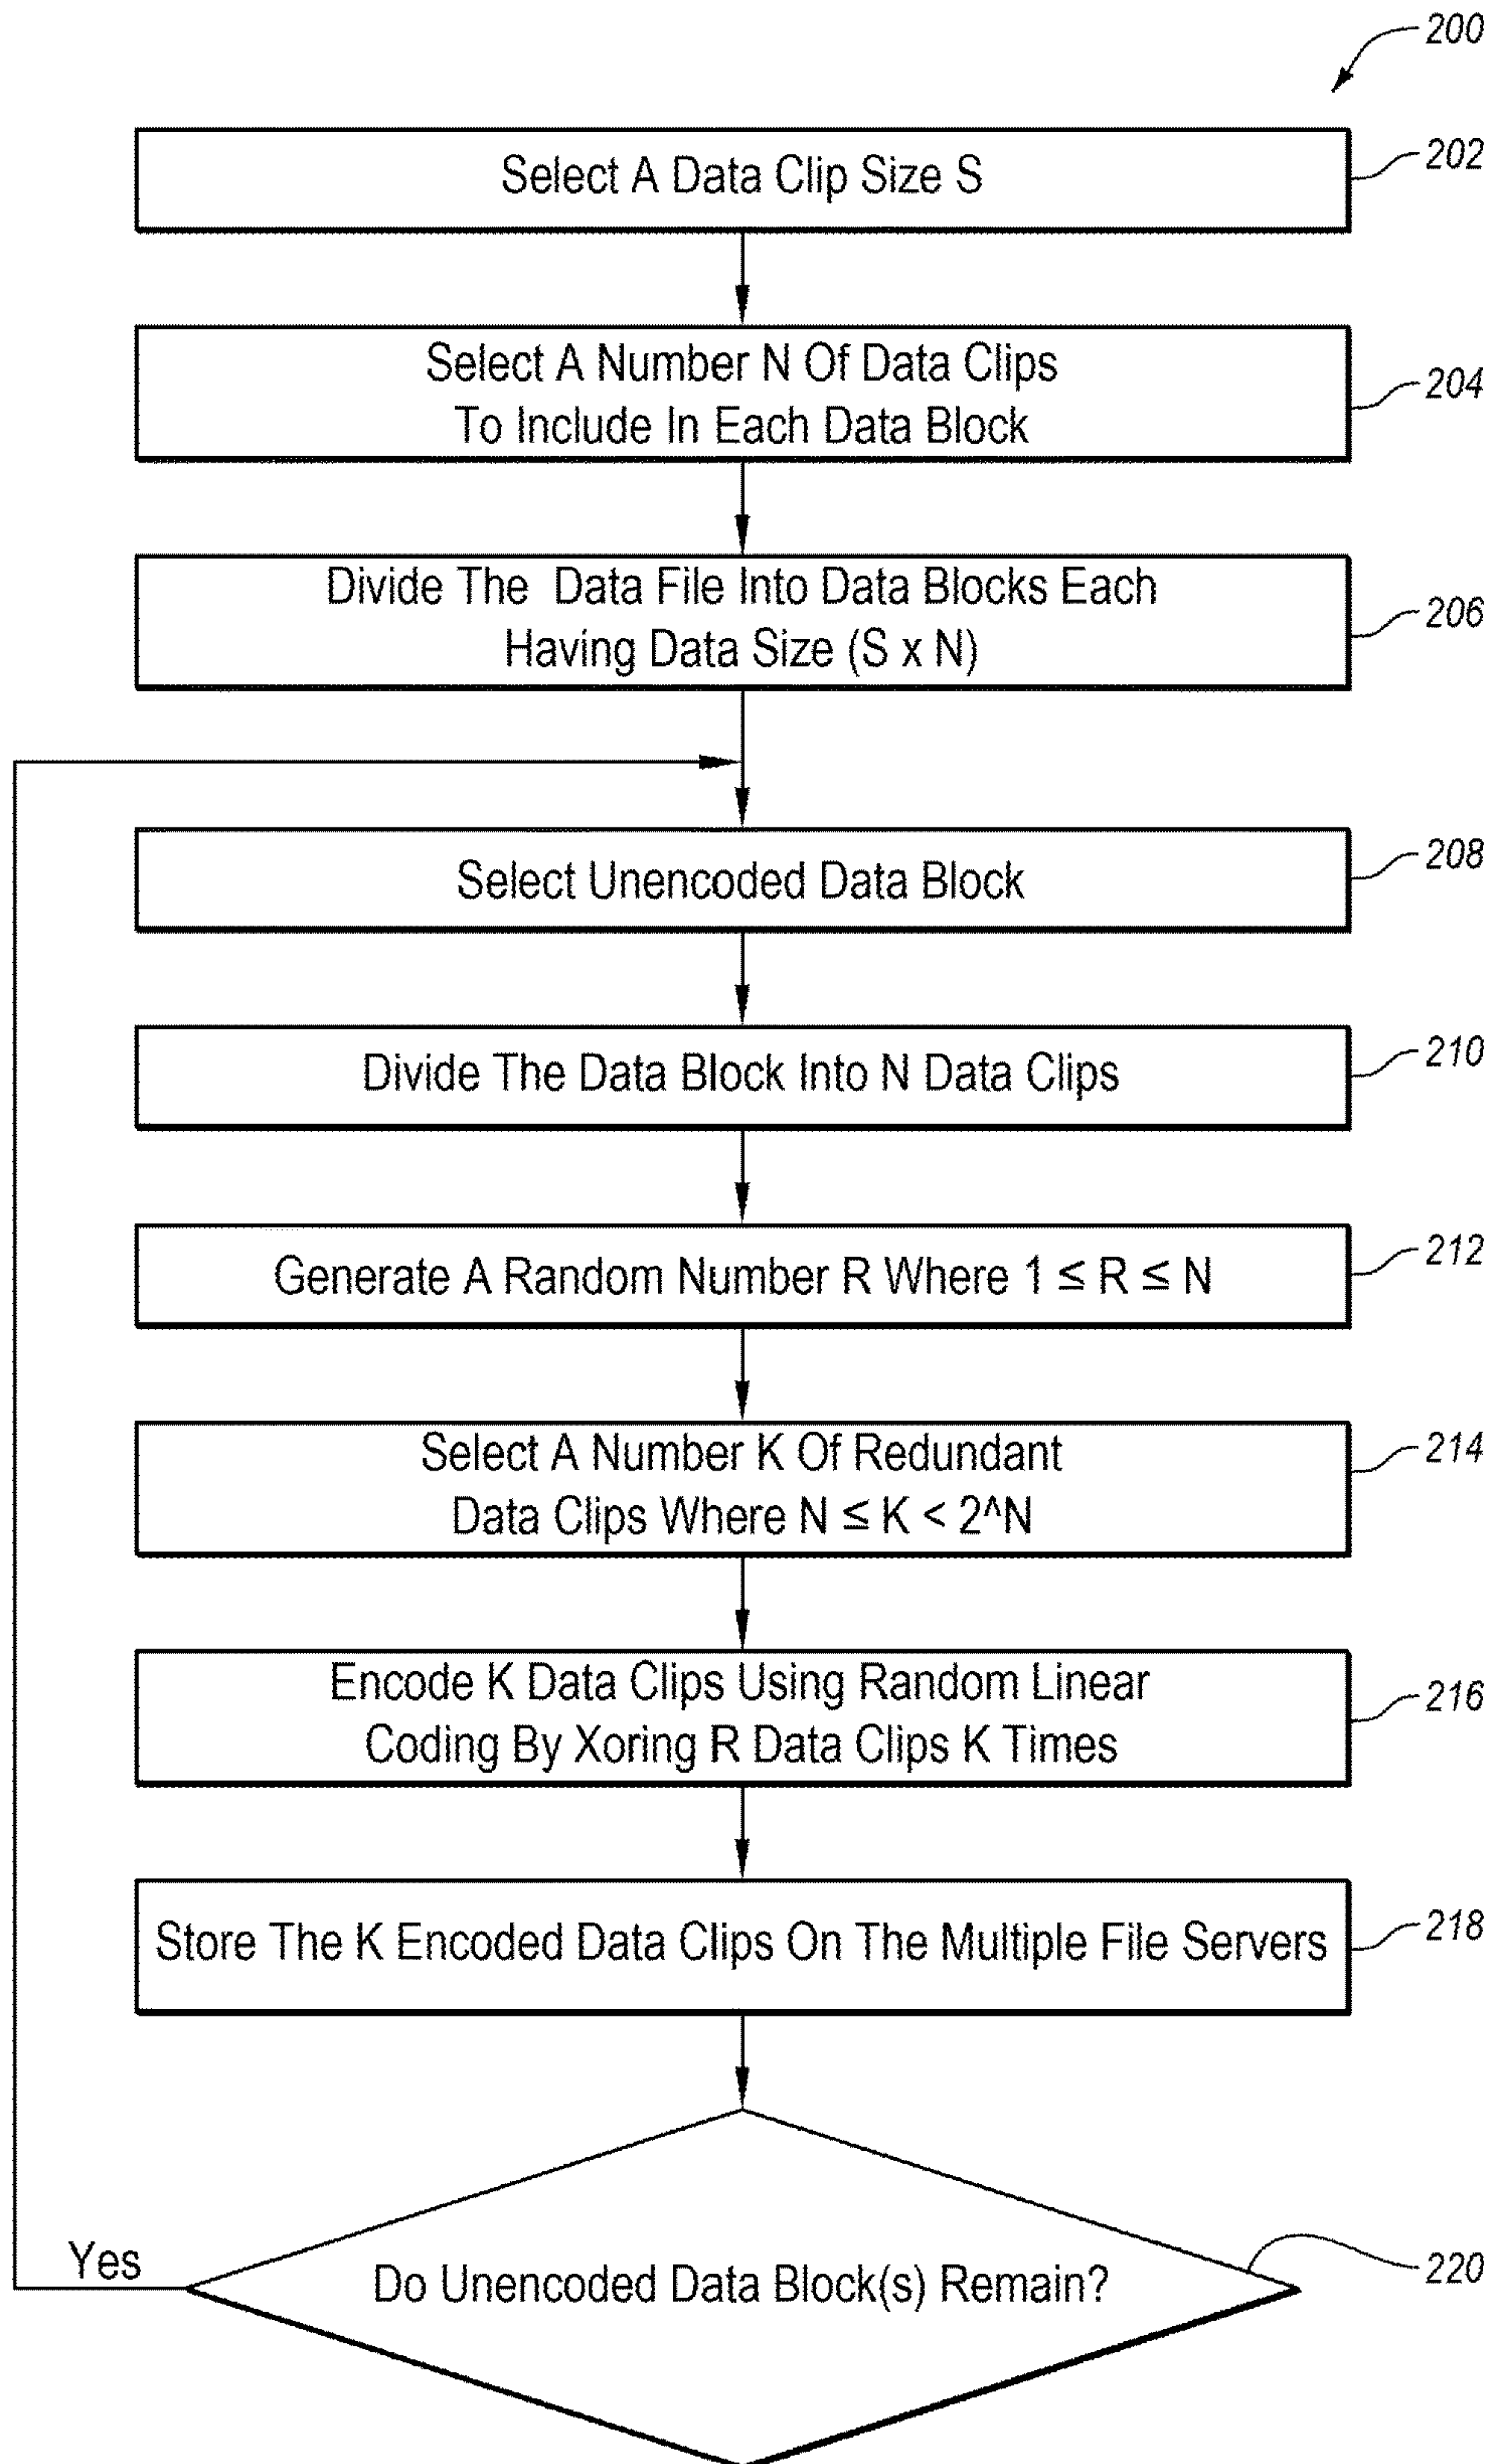 200
Select A Data Clip Size S
202
Select A Number N Of Data Clips
To Include In Each Data Block
204
Divide The Data File Into Data Blocks Each
Having Data Size (S x N)
206
Select Unencoded Data Block
208
Divide The Data Block Into N Data Clips
210
Generate A Random Number R Where 1 ≤ R ≤ N
212
Select A Number K Of Redundant
Data Clips Where N ≤ K < 2^N
214
Encode K Data Clips Using Random Linear
Coding By Xoring R Data Clips K Times
216
Store The K Encoded Data Clips On The Multiple File Servers
218
Yes
Do Unencoded Data Block(s) Remain?
220